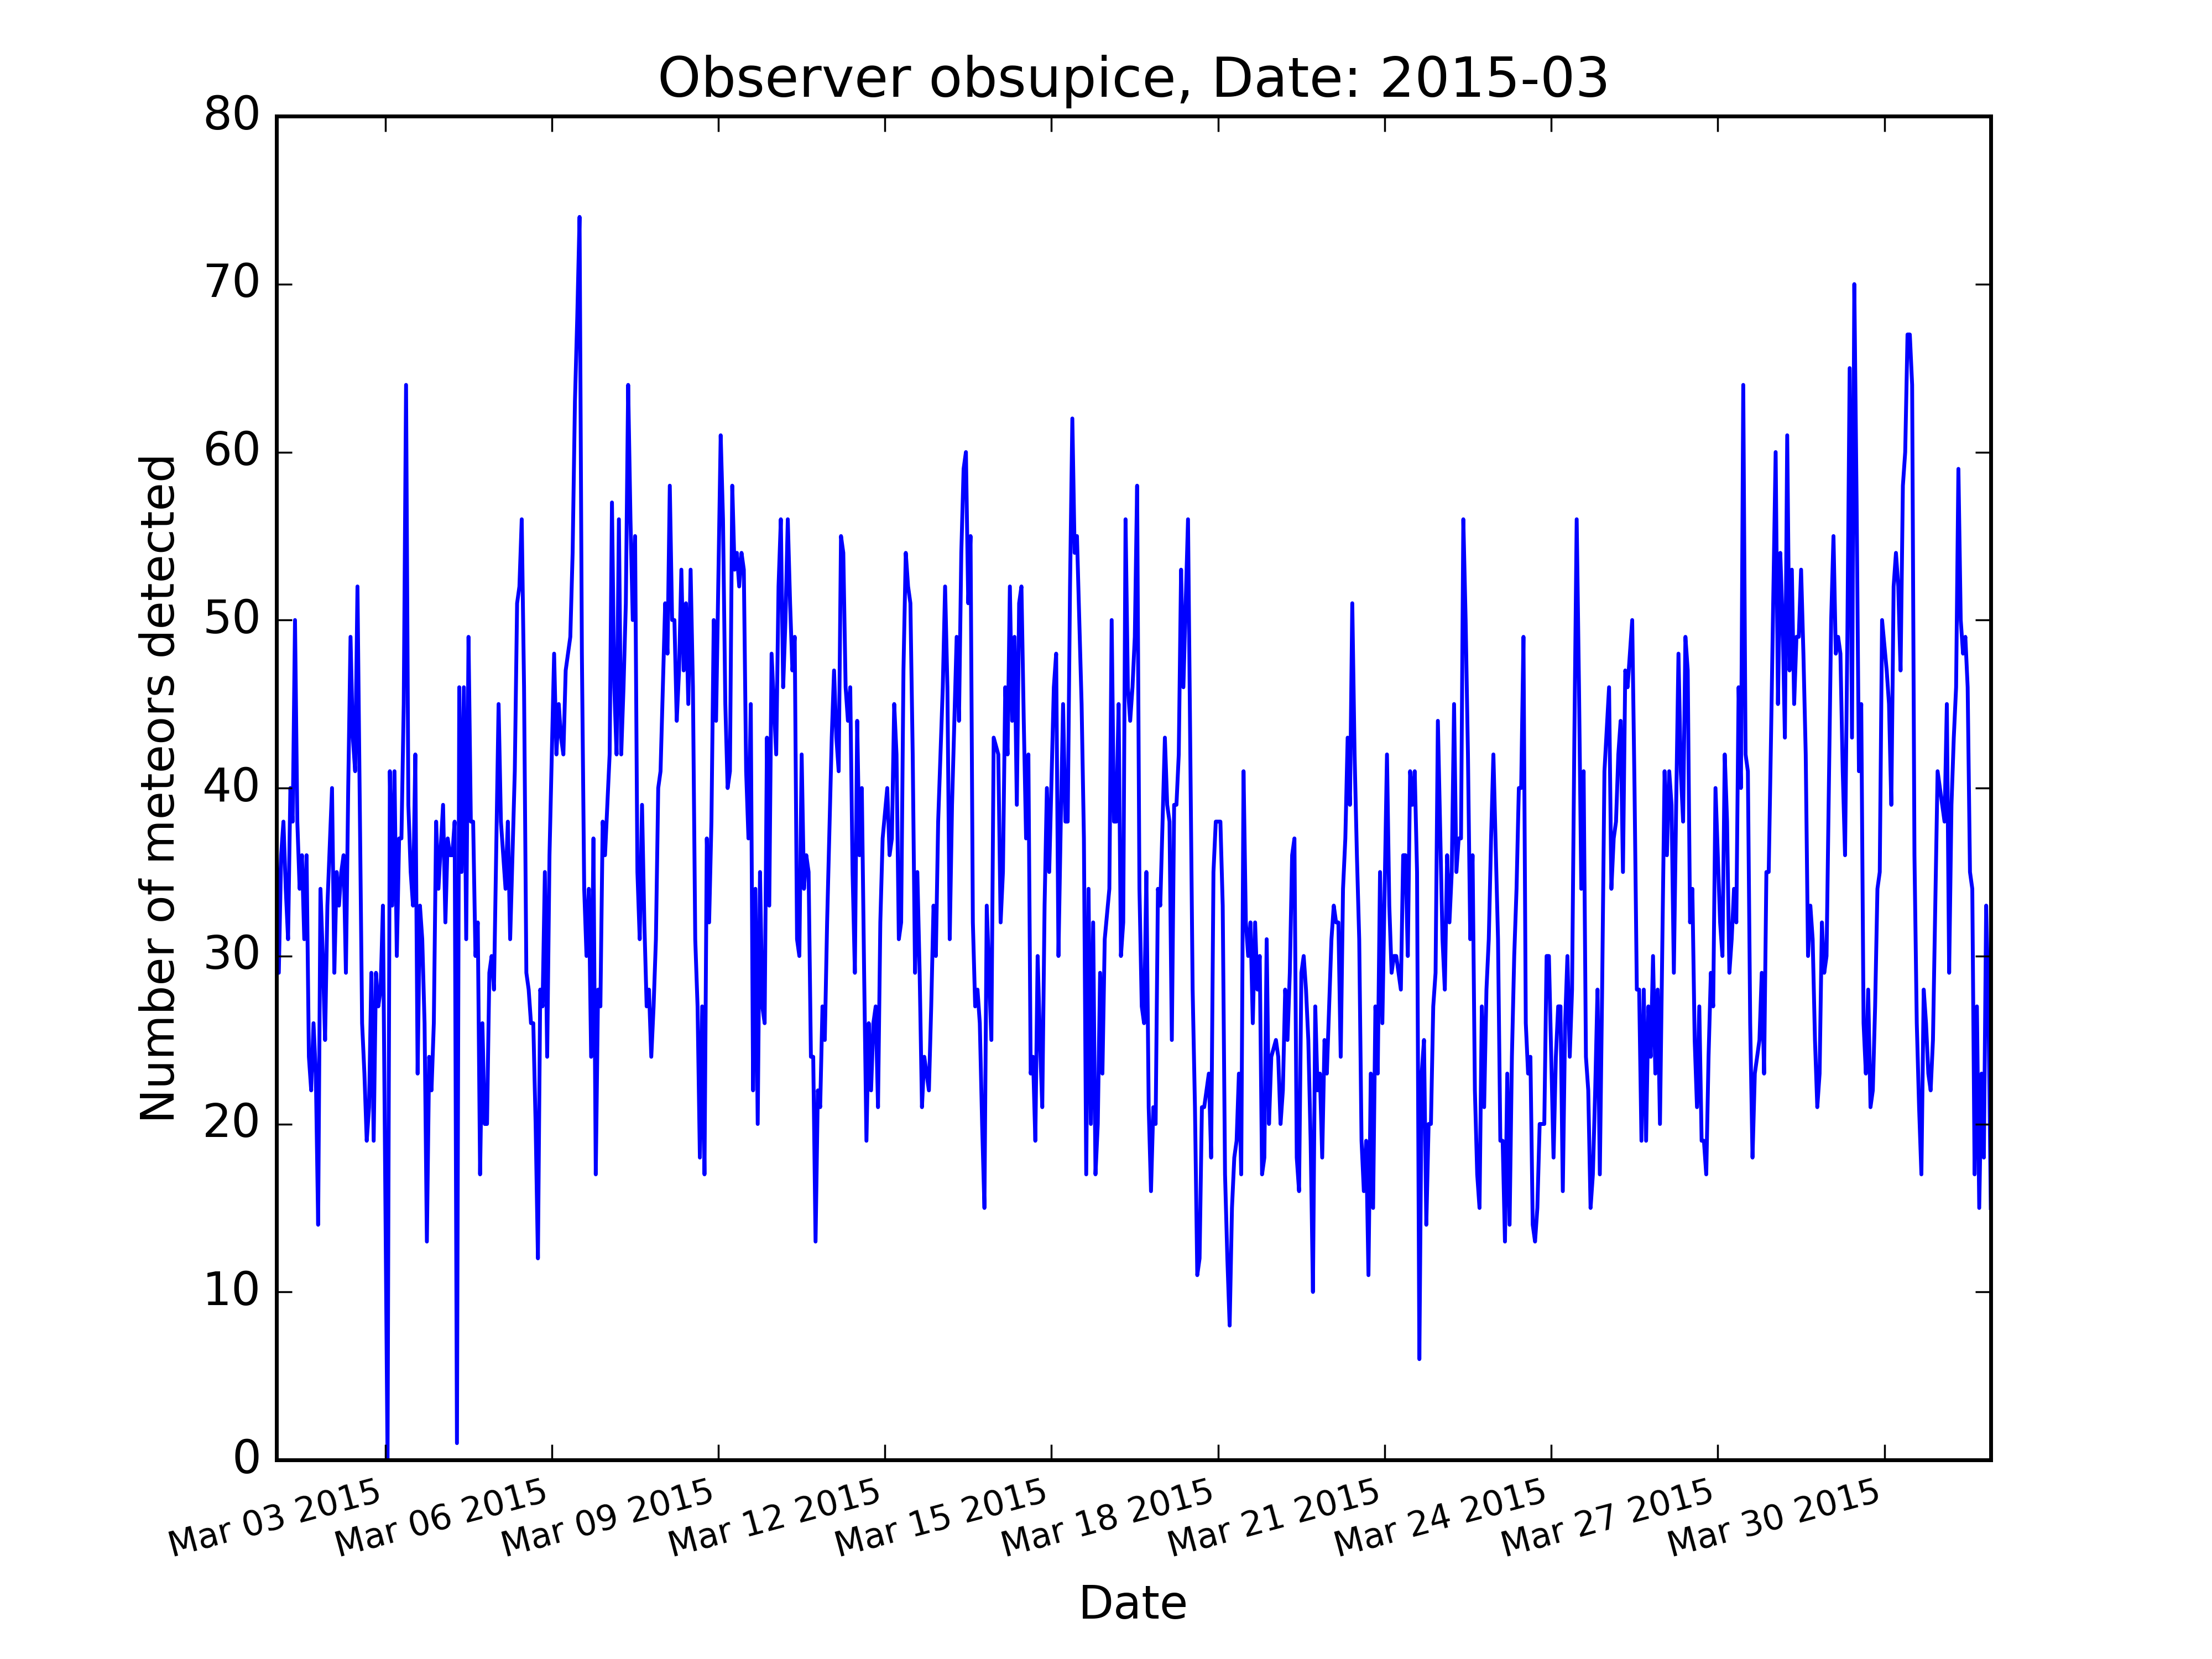 Observer obsupice, Date: 2015-03
80
70
60
50
40
30
20
10
0
Number of meteors detected
Mar 03 2015
Mar 06 2015
Mar 09 2015
Mar 12 2015
Mar 15 2015
Mar 18 2015
Mar 21 2015
Mar 24 2015
Mar 27 2015
Mar 30 2015
Date